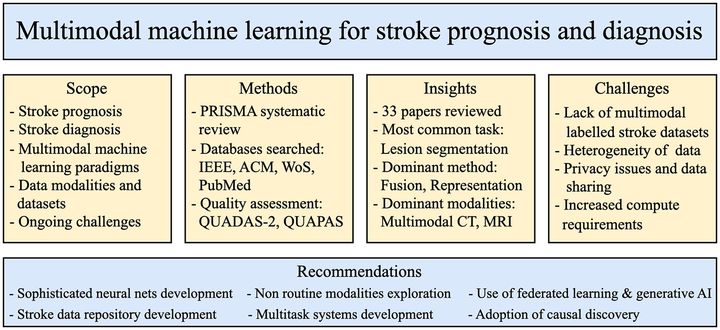 Multimodal machine learning for stroke prognosis and diagnosis
Scope
- Stroke prognosis
- Stroke diagnosis
- Multimodal machine
learning paradigms
- Data modalities and
datasets
- Ongoing challenges
Methods
- PRISMA systematic
review
- Databases searched:
IEEE, ACM, WoS,
PubMed
- Quality assessment:
QUADAS-2, QUAPAS
Insights
- 33 papers reviewed
- Most common task:
Lesion segmentation
- Dominant method:
Fusion, Representation
- Dominant modalities:
Multimodal CT, MRI
Challenges
- Lack of multimodal
labelled stroke datasets
- Heterogeneity of data
- Privacy issues and data
sharing
- Increased compute
requirements
Recommendations
- Sophisticated neural nets development
- Non routine modalities exploration
- Use of federated learning & generative AI
- Stroke data repository development
- Multitask systems development
- Adoption of causal discovery